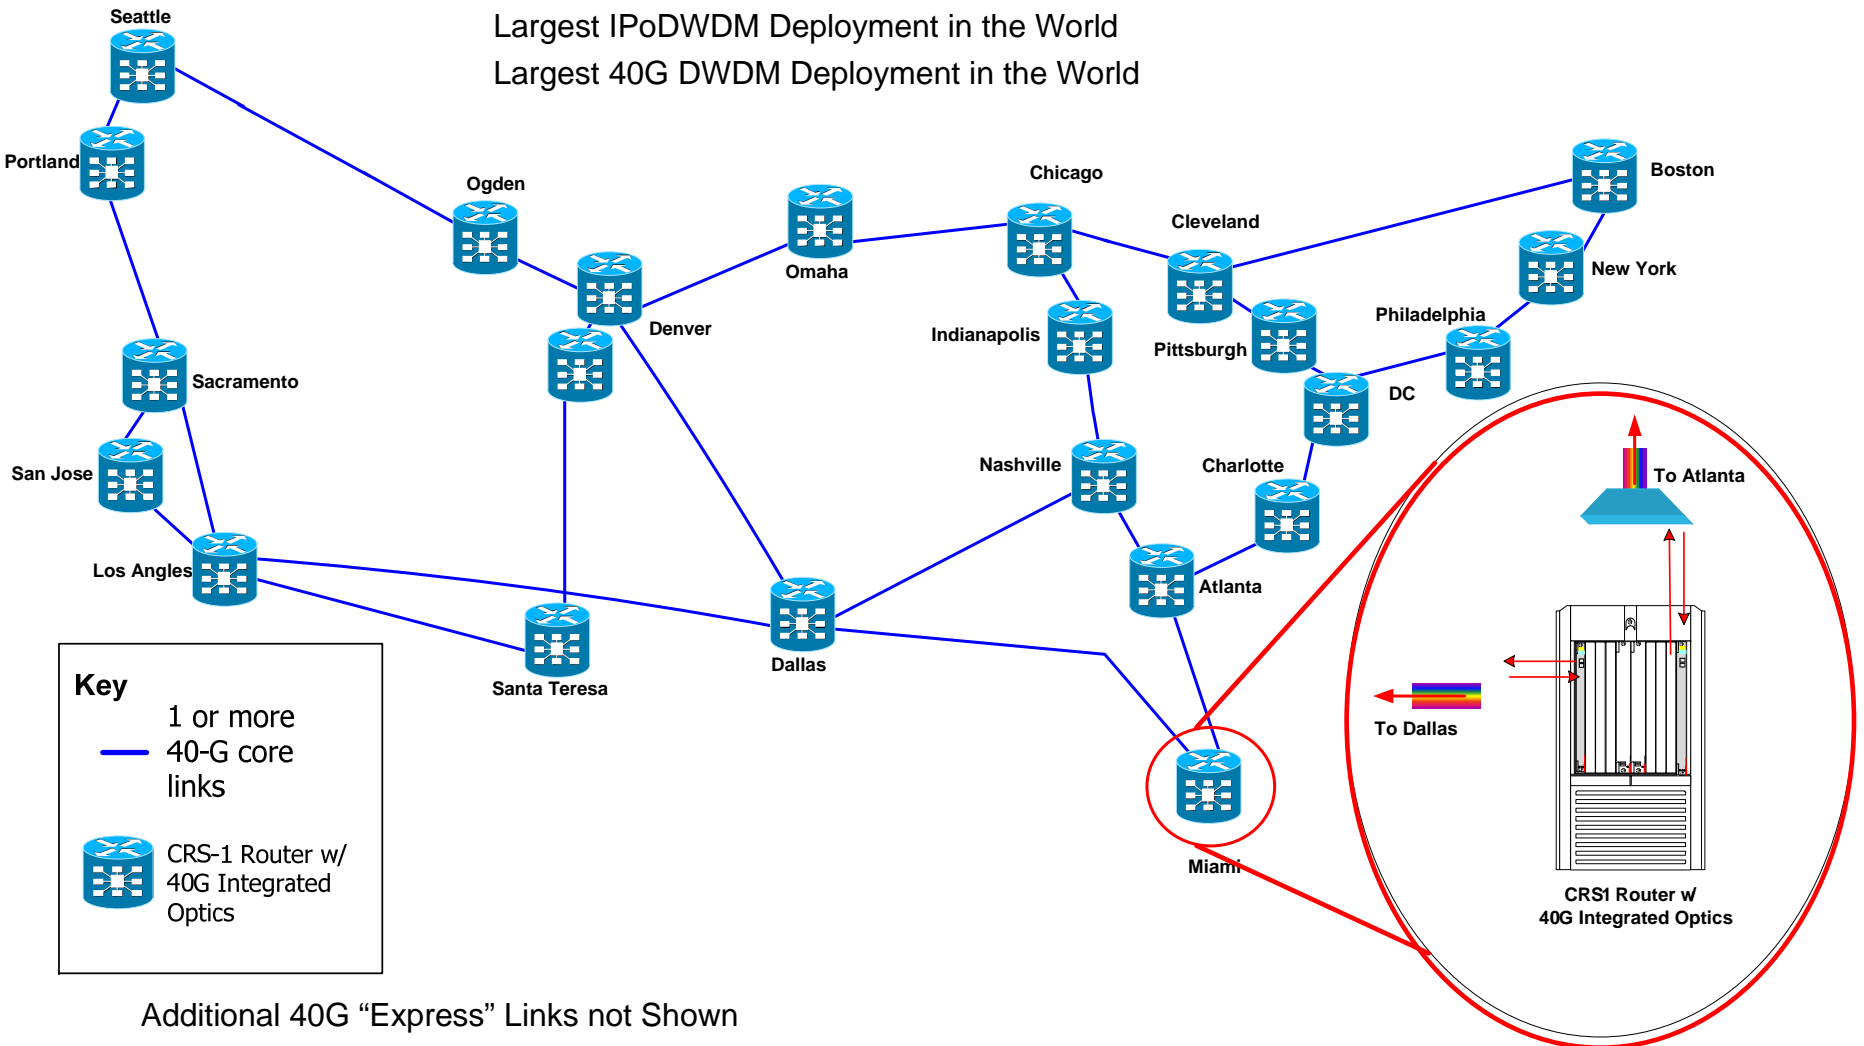 Seattle
Largest IPoDWDM Deployment in the World
Largest 40G DWDM Deployment in the World
Portland
Ogden
Omaha
Chicago
Cleveland
Boston
New York
Denver
Indianapolis
Pittsburgh
Philadelphia
DC
Sacramento
San Jose
Nashville
Charlotte
To Atlanta
Los Angles
Atlanta
Dallas
Santa Teresa
To Dallas
Miami
CRS1 Router w/
40G Integrated Optics
Key
1 or more
40-G core
links
CRS-1 Router w/
40G Integrated
Optics
Additional 40G “Express” Links not Shown